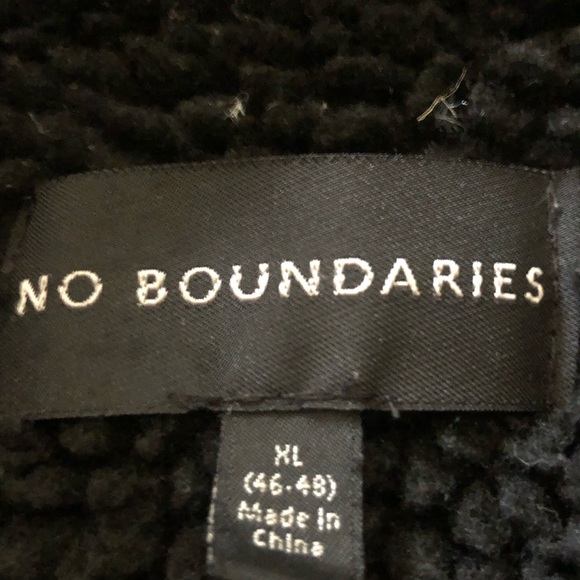 NO BOUNDARIES
XL
(46-48)
Made in
China